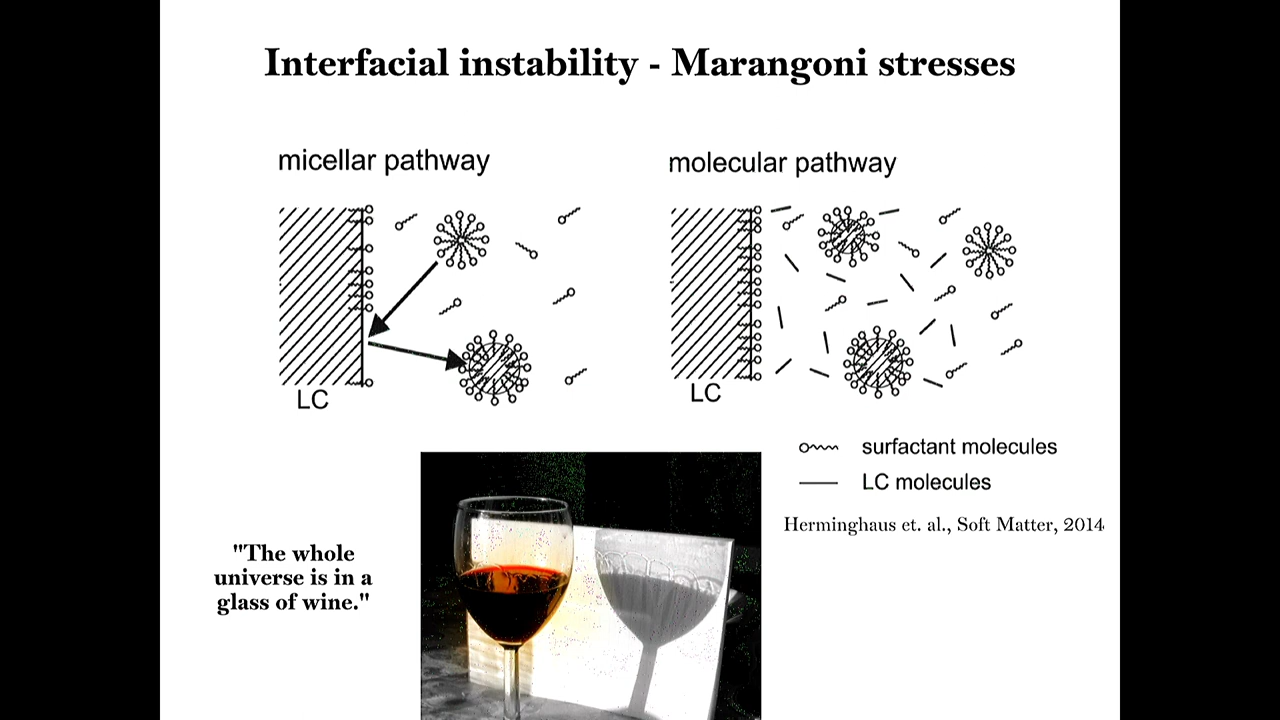 Interfacial instability - Marangoni stresses
micellar pathway
molecular pathway
LC
LC
surfactant molecules
LC molecules
Herminghaus et. al., Soft Matter, 2014
"The whole
universe is in a
glass of wine."